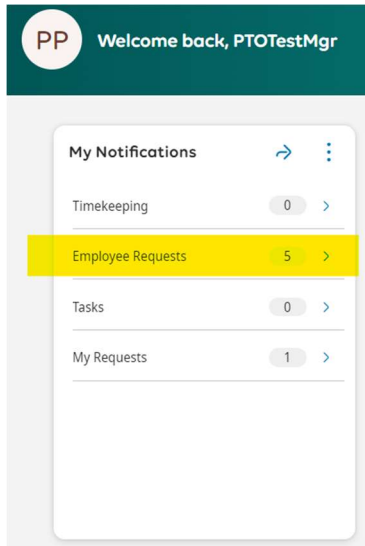 PP
Welcome back, PTOTestMgr
My Notifications
Timekeeping 0
Employee Requests 5
Tasks 0
My Requests 1